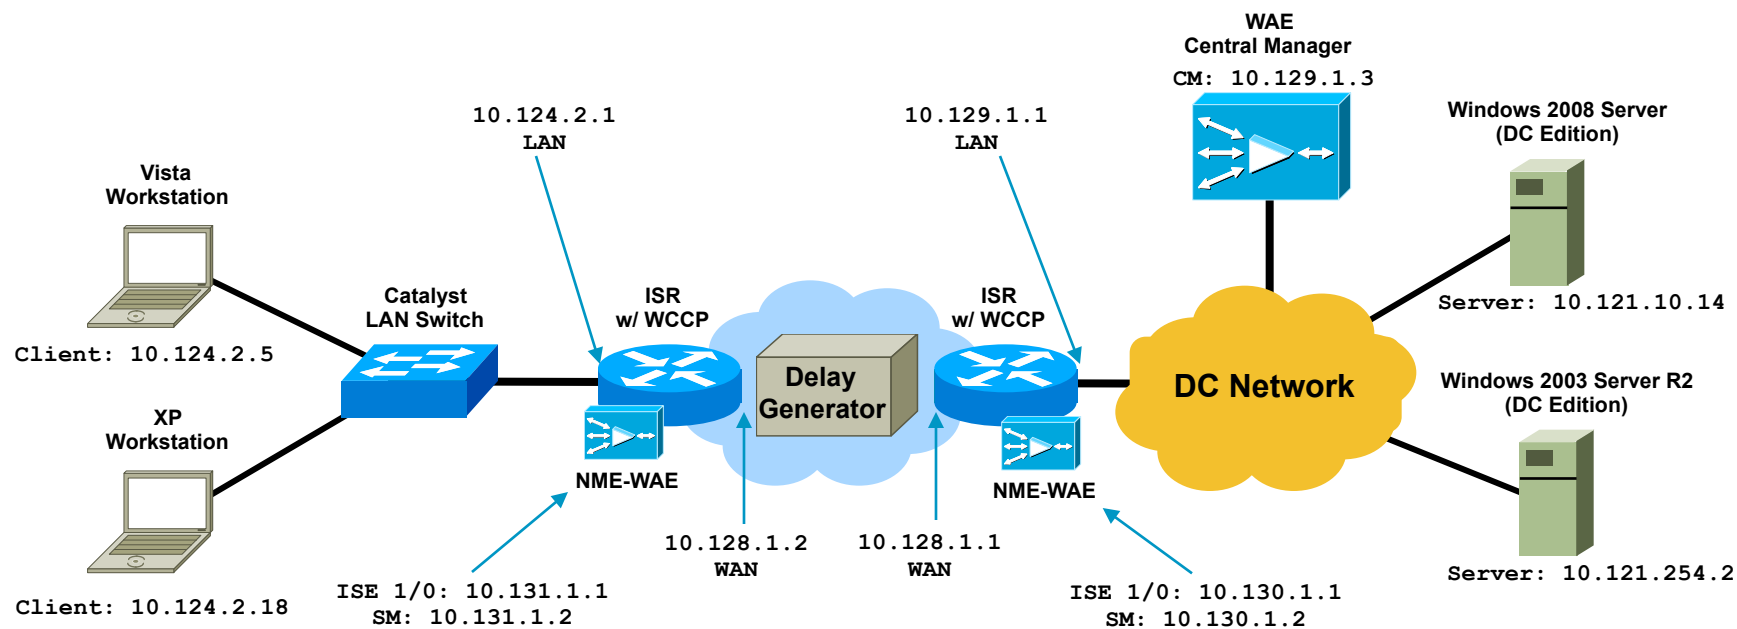 WAE
Central Manager
CM: 10.129.1.3
10.124.2.1
LAN
10.129.1.1
LAN
Windows 2008 Server
(DC Edition)
Vista
Workstation
Catalyst
LAN Switch
ISR
w/ WCCP
ISR
w/ WCCP
Server: 10.121.10.14
Client: 10.124.2.5
Delay
Generator
DC Network
Windows 2003 Server R2
(DC Edition)
XP
Workstation
NME-WAE
NME-WAE
10.128.1.2
WAN
10.128.1.1
WAN
Server: 10.121.254.2
Client: 10.124.2.18
ISE 1/0: 10.131.1.1
SM: 10.131.1.2
ISE 1/0: 10.130.1.1
SM: 10.130.1.2